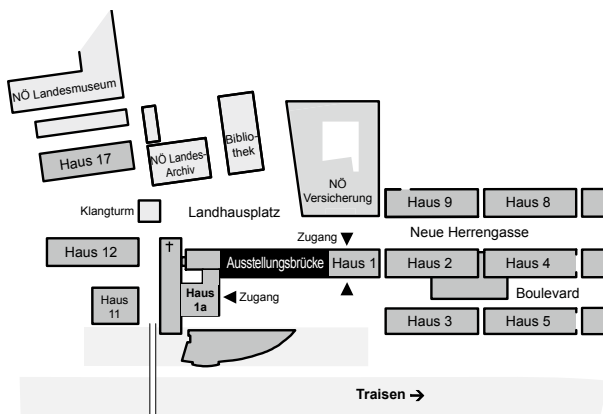 NÖ Landesmuseum
Haus 17
NÖ Landes-
Archiv
Biblio-
thek
NÖ
Versicherung
Klangturm
Landhausplatz
Haus 9
Haus 8
Zugang
Neue Herrengasse
Haus 12
Ausstellungsbrücke
Haus 1
Haus 2
Haus 4
Haus
11
Haus
1a
Zugang
Boulevard
Haus 3
Haus 5
Traisen